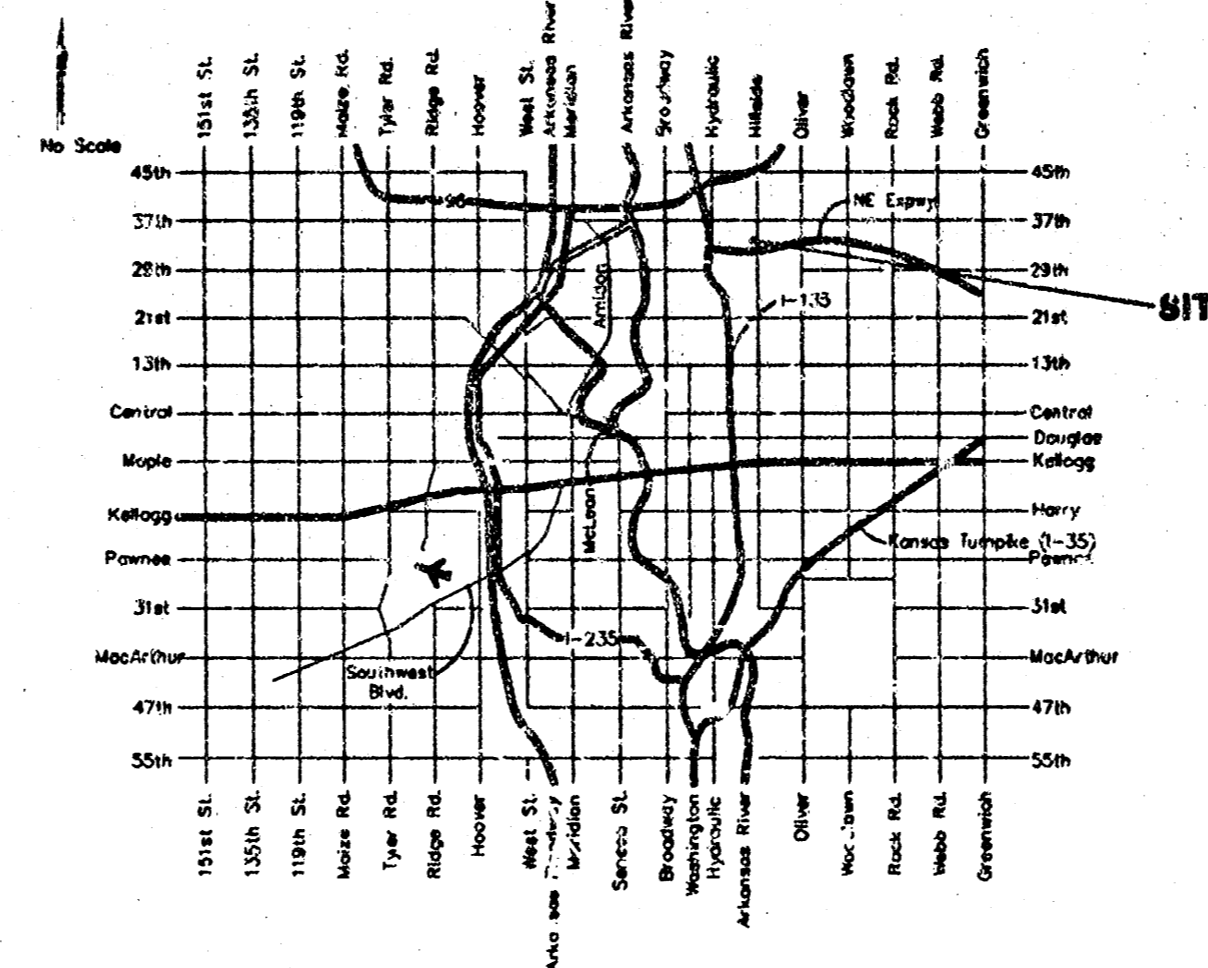 No Scale
151st St.
135th St.
119th St.
Maize Rd.
Tyler Rd.
Ridge Rd.
Hoover
West St.
Arkansas River
Meridian
Arkansas River
Broadway
Hydraulic
Hillside
Oliver
Woodlawn
Rock Rd.
Webb Rd.
Greenwich
45th
37th
29th
21st
13th
Central
Maple
Kellogg
Pawnee
31st
MacArthur
47th
55th
96
NE Expwy
Amidon
I-135
SIT
McLean
Kansas Turnpike (I-35)
I-235
Southwest
Blvd.
45th
37th
29th
21st
13th
Central
Douglas
Kellogg
Harry
Pawnee
31st
MacArthur
47th
55th
151st St.
135th St.
119th St.
Maize Rd.
Tyler Rd.
Ridge Rd.
Hoover
West St.
Meridian
Seneca St.
Broadway
Washington
Hydraulic
Arkansas River
Oliver
Woodlawn
Rock Rd.
Webb Rd.
Greenwich